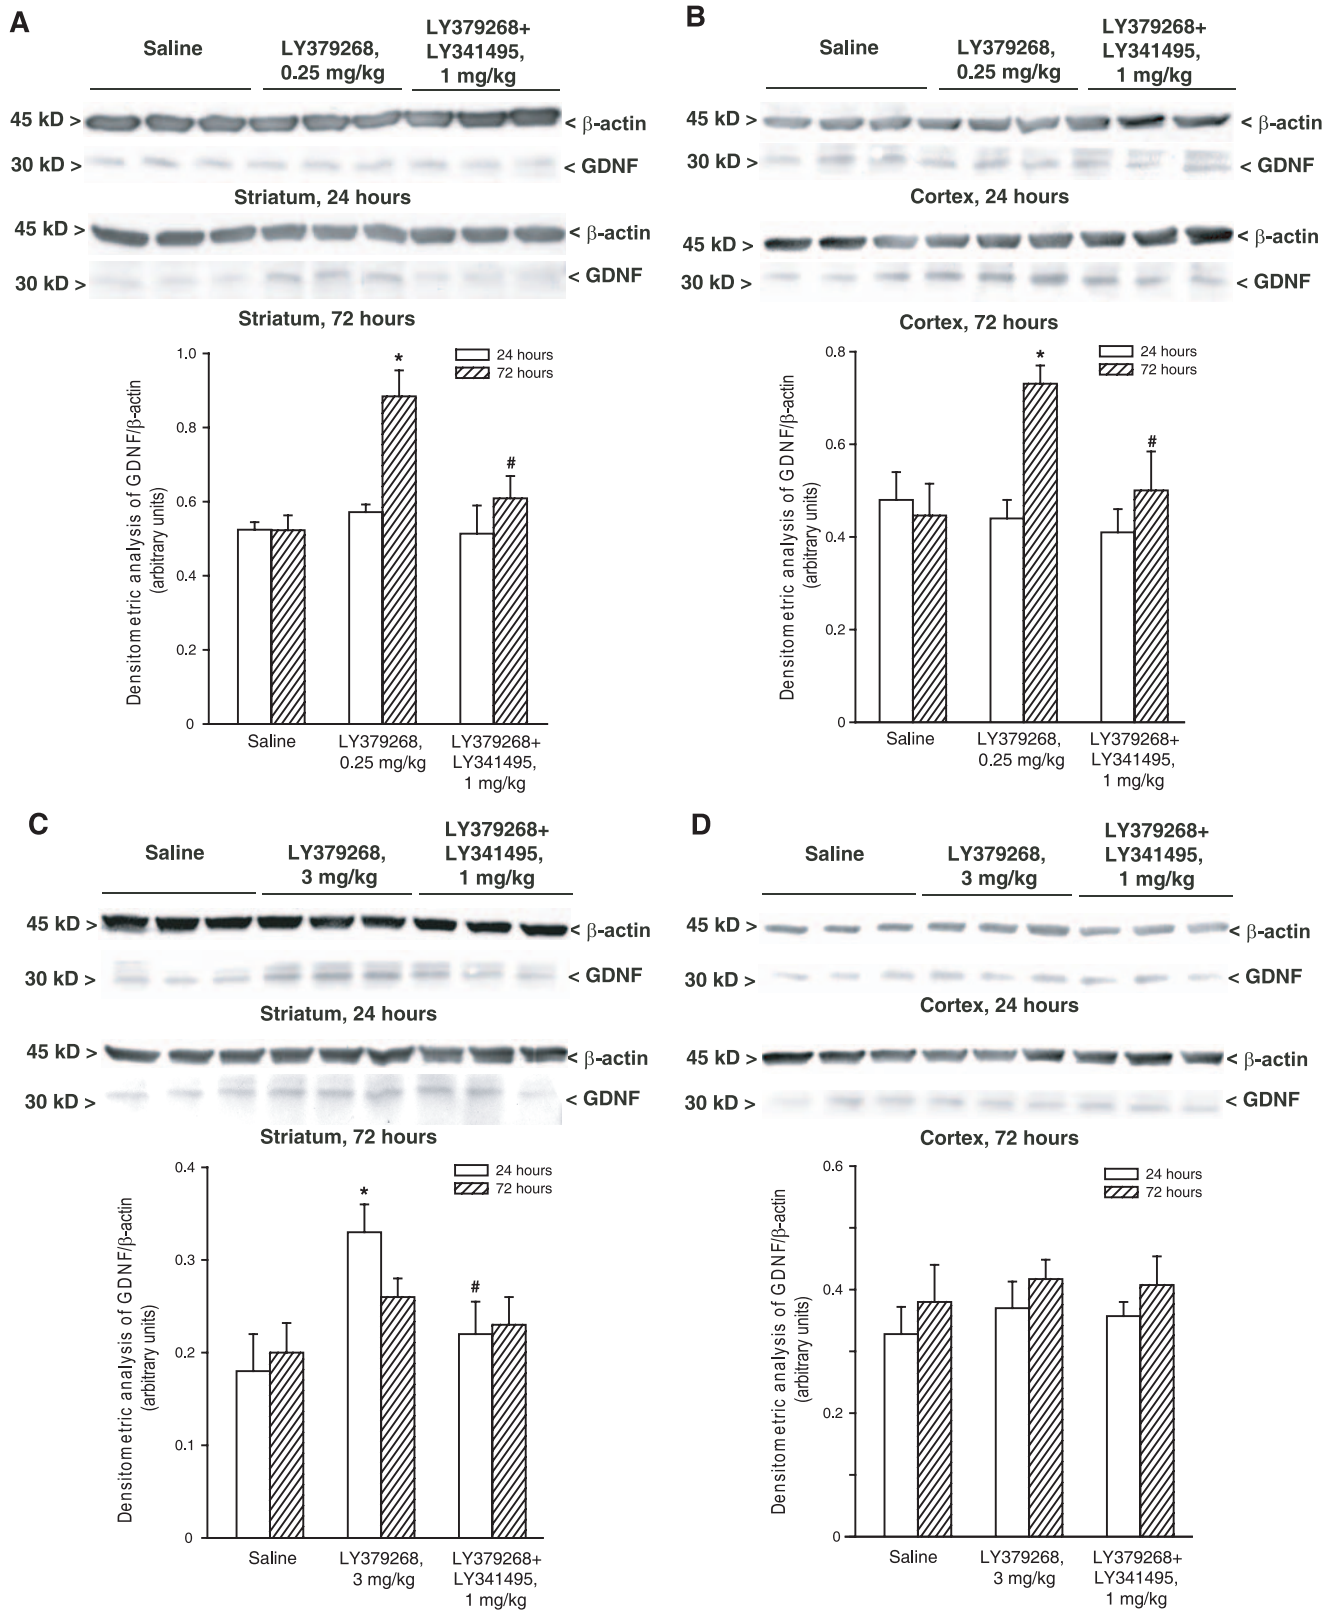 A
Saline
LY379268,
0.25 mg/kg
LY379268+
LY341495,
1 mg/kg
45 kD >
< β-actin
30 kD >
< GDNF
Striatum, 24 hours
45 kD >
< β-actin
30 kD >
< GDNF
Striatum, 72 hours
Densitometric analysis of GDNF/β-actin
(arbitrary units)
1.0
0.8
0.6
0.4
0.2
0
24 hours
72 hours
*
#
Saline
LY379268,
0.25 mg/kg
LY379268+
LY341495,
1 mg/kg
B
Saline
LY379268,
0.25 mg/kg
LY379268+
LY341495,
1 mg/kg
45 kD >
< β-actin
30 kD >
< GDNF
Cortex, 24 hours
45 kD >
< β-actin
30 kD >
< GDNF
Cortex, 72 hours
Densitometric analysis of GDNF/β-actin
(arbitrary units)
0.8
0.6
0.4
0.2
0
24 hours
72 hours
*
#
Saline
LY379268,
0.25 mg/kg
LY379268+
LY341495,
1 mg/kg
C
Saline
LY379268,
3 mg/kg
LY379268+
LY341495,
1 mg/kg
45 kD >
< β-actin
30 kD >
< GDNF
Striatum, 24 hours
45 kD >
< β-actin
30 kD >
< GDNF
Striatum, 72 hours
Densitometric analysis of GDNF/β-actin
(arbitrary units)
0.4
0.3
0.2
0.1
0
24 hours
72 hours
*
#
Saline
LY379268,
3 mg/kg
LY379268+
LY341495,
1 mg/kg
D
Saline
LY379268,
3 mg/kg
LY379268+
LY341495,
1 mg/kg
45 kD >
< β-actin
30 kD >
< GDNF
Cortex, 24 hours
45 kD >
< β-actin
30 kD >
< GDNF
Cortex, 72 hours
Densitometric analysis of GDNF/β-actin
(arbitrary units)
0.6
0.4
0.2
0
24 hours
72 hours
Saline
LY379268,
3 mg/kg
LY379268+
LY341495,
1 mg/kg